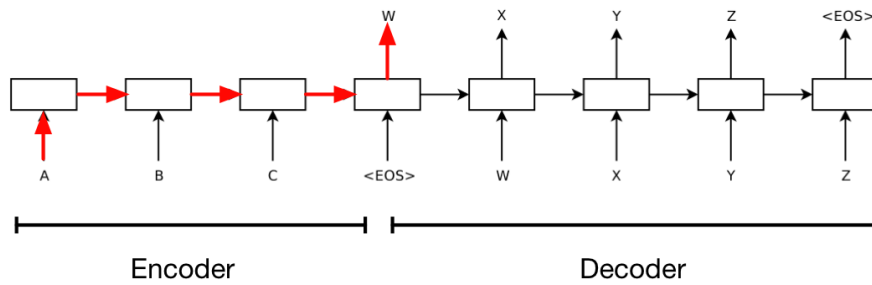 W X Y Z <EOS>
A B C <EOS> W X Y Z
Encoder Decoder